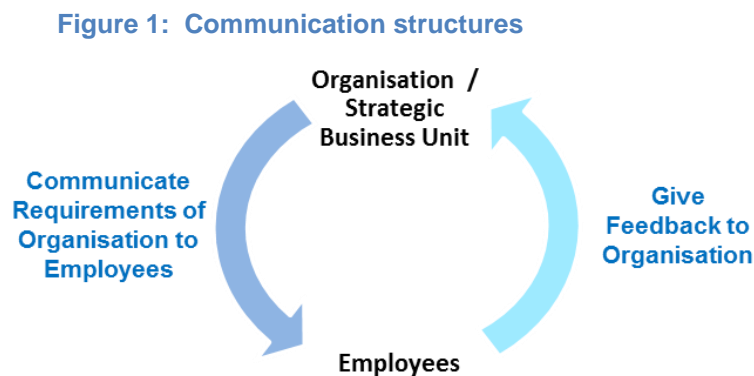 Figure 1:  Communication structures
Organisation  /
Strategic
Business Unit
Communicate
Requirements of
Organisation to
Employees
Give
Feedback to
Organisation
Employees